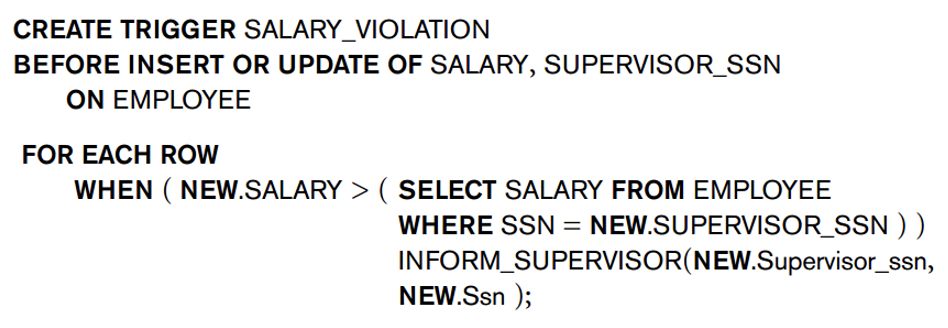 CREATE TRIGGER SALARY_VIOLATION
BEFORE INSERT OR UPDATE OF SALARY, SUPERVISOR_SSN
ON EMPLOYEE
FOR EACH ROW
WHEN ( NEW.SALARY > ( SELECT SALARY FROM EMPLOYEE
WHERE SSN = NEW.SUPERVISOR_SSN ) )
INFORM_SUPERVISOR(NEW.Supervisor_ssn,
NEW.Ssn );